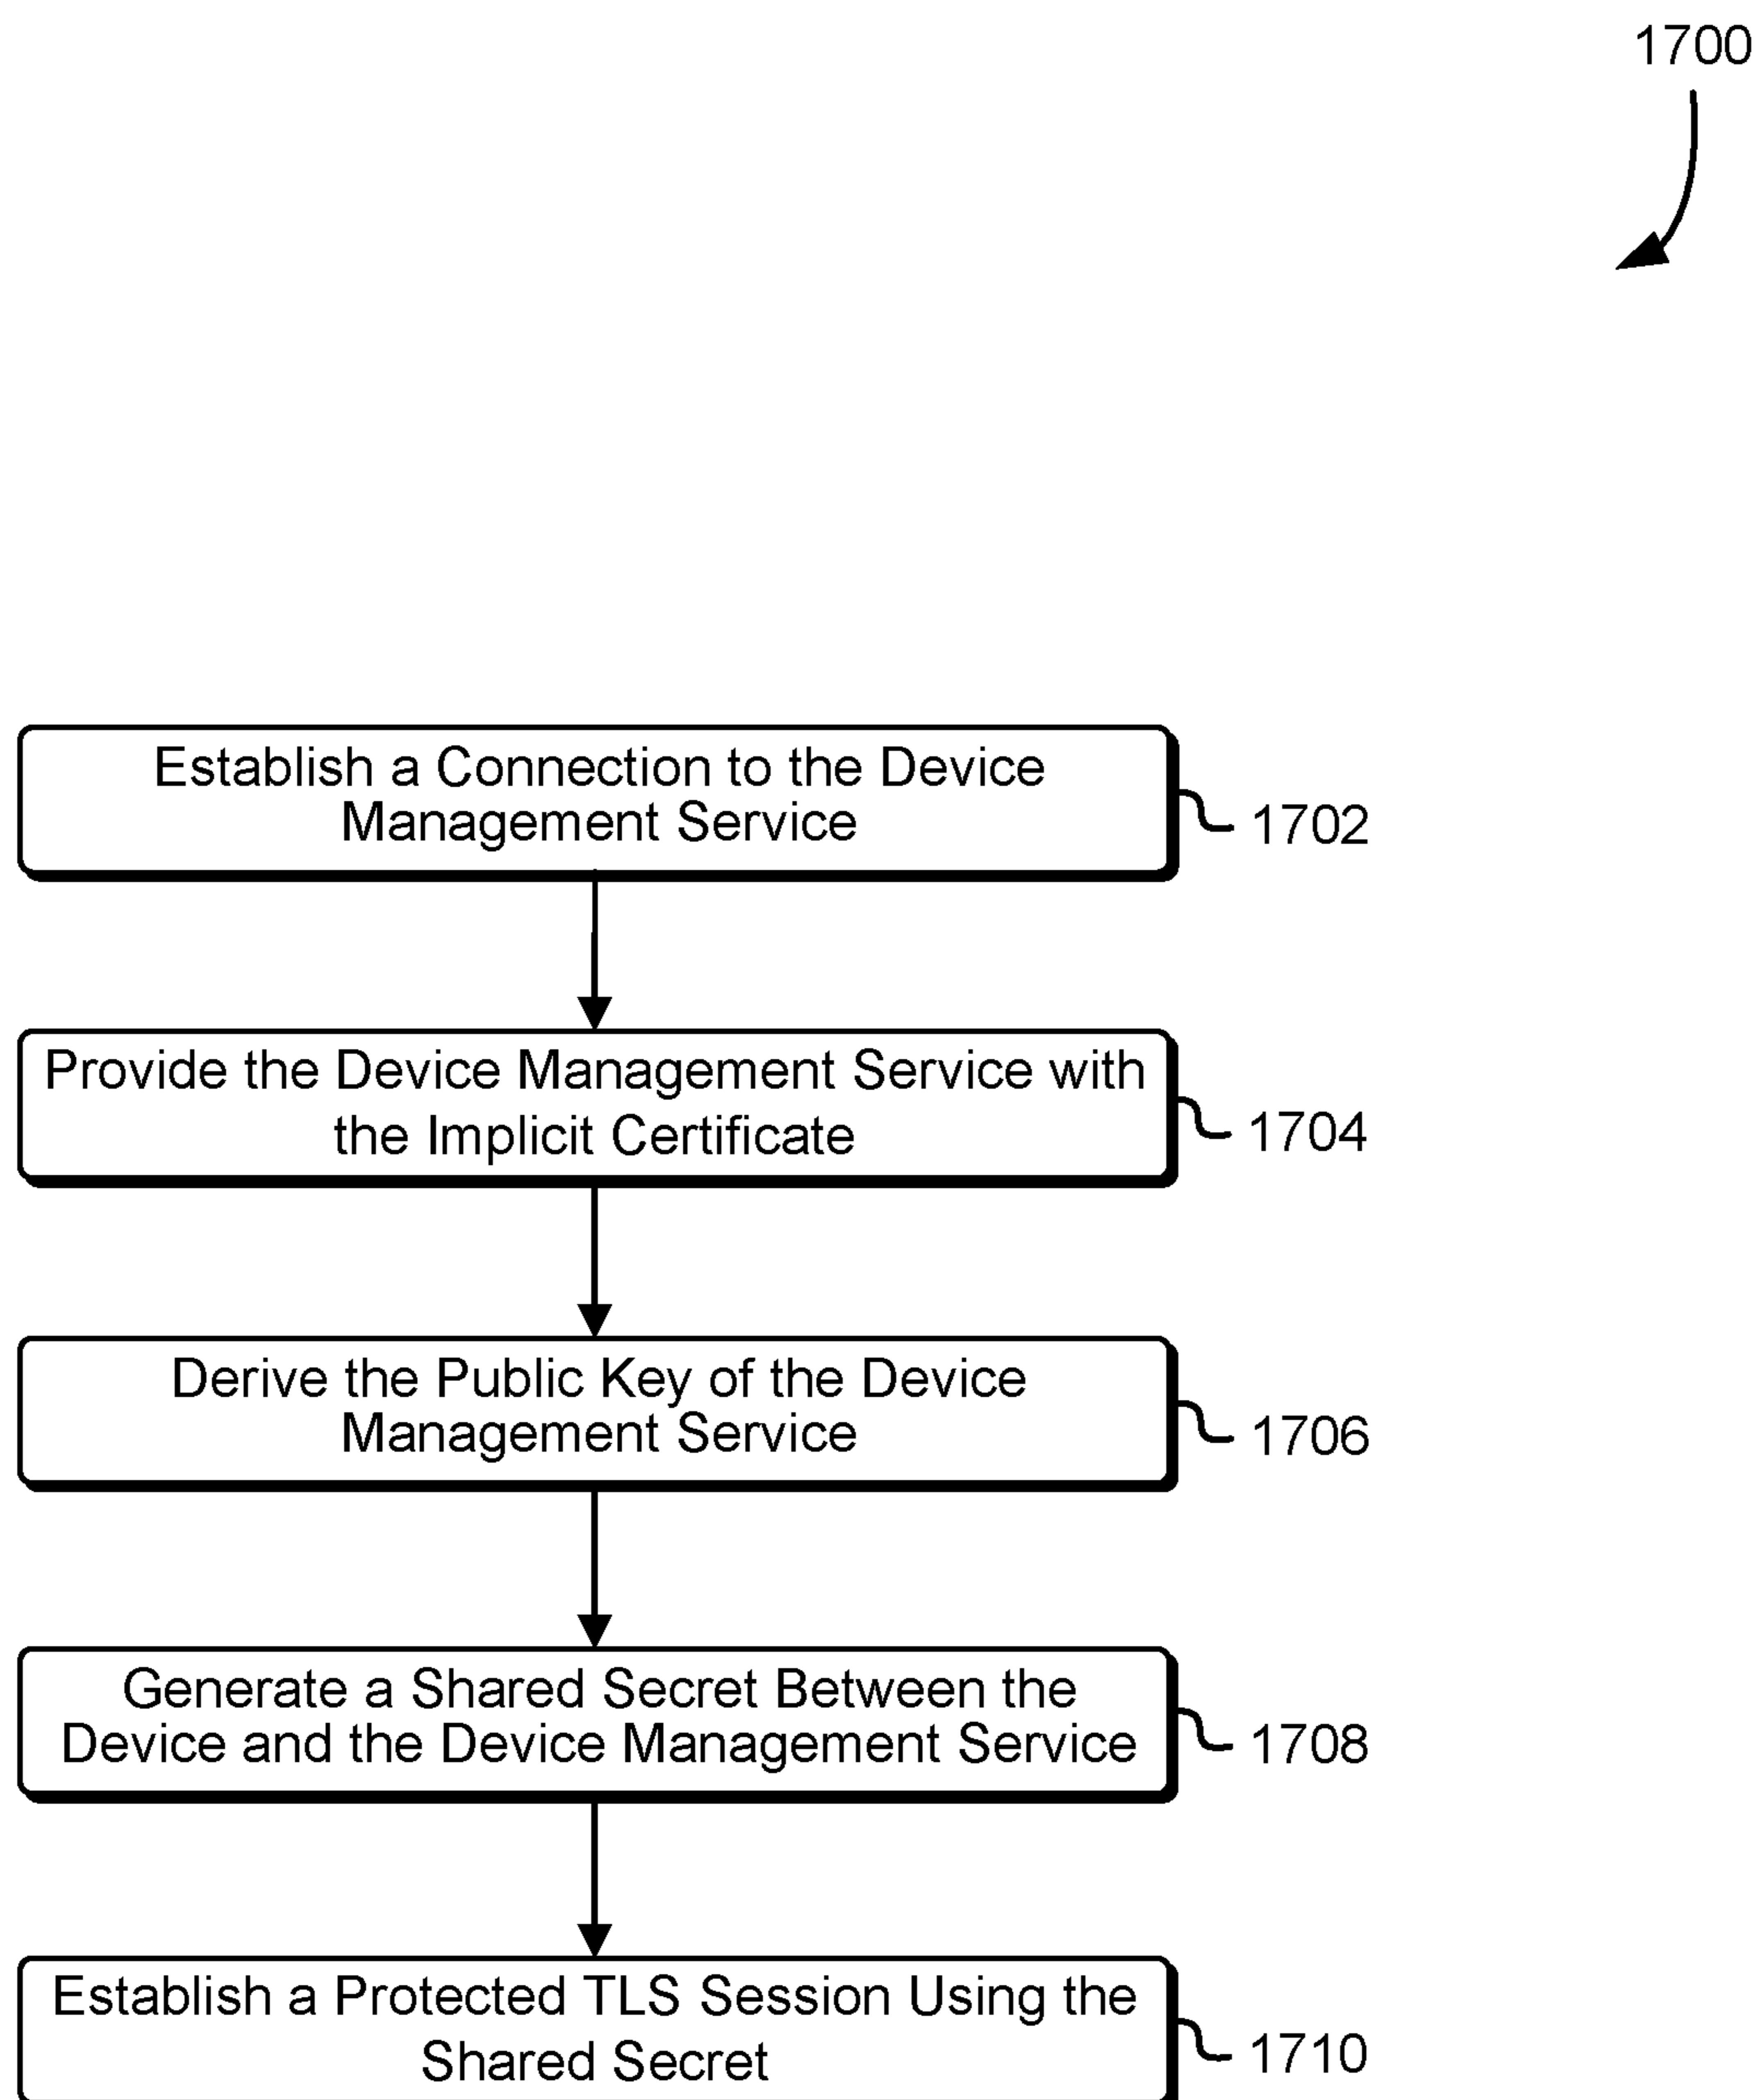 1700
Establish a Connection to the Device
Management Service
1702
Provide the Device Management Service with
the Implicit Certificate
1704
Derive the Public Key of the Device
Management Service
1706
Generate a Shared Secret Between the
Device and the Device Management Service
1708
Establish a Protected TLS Session Using the
Shared Secret
1710